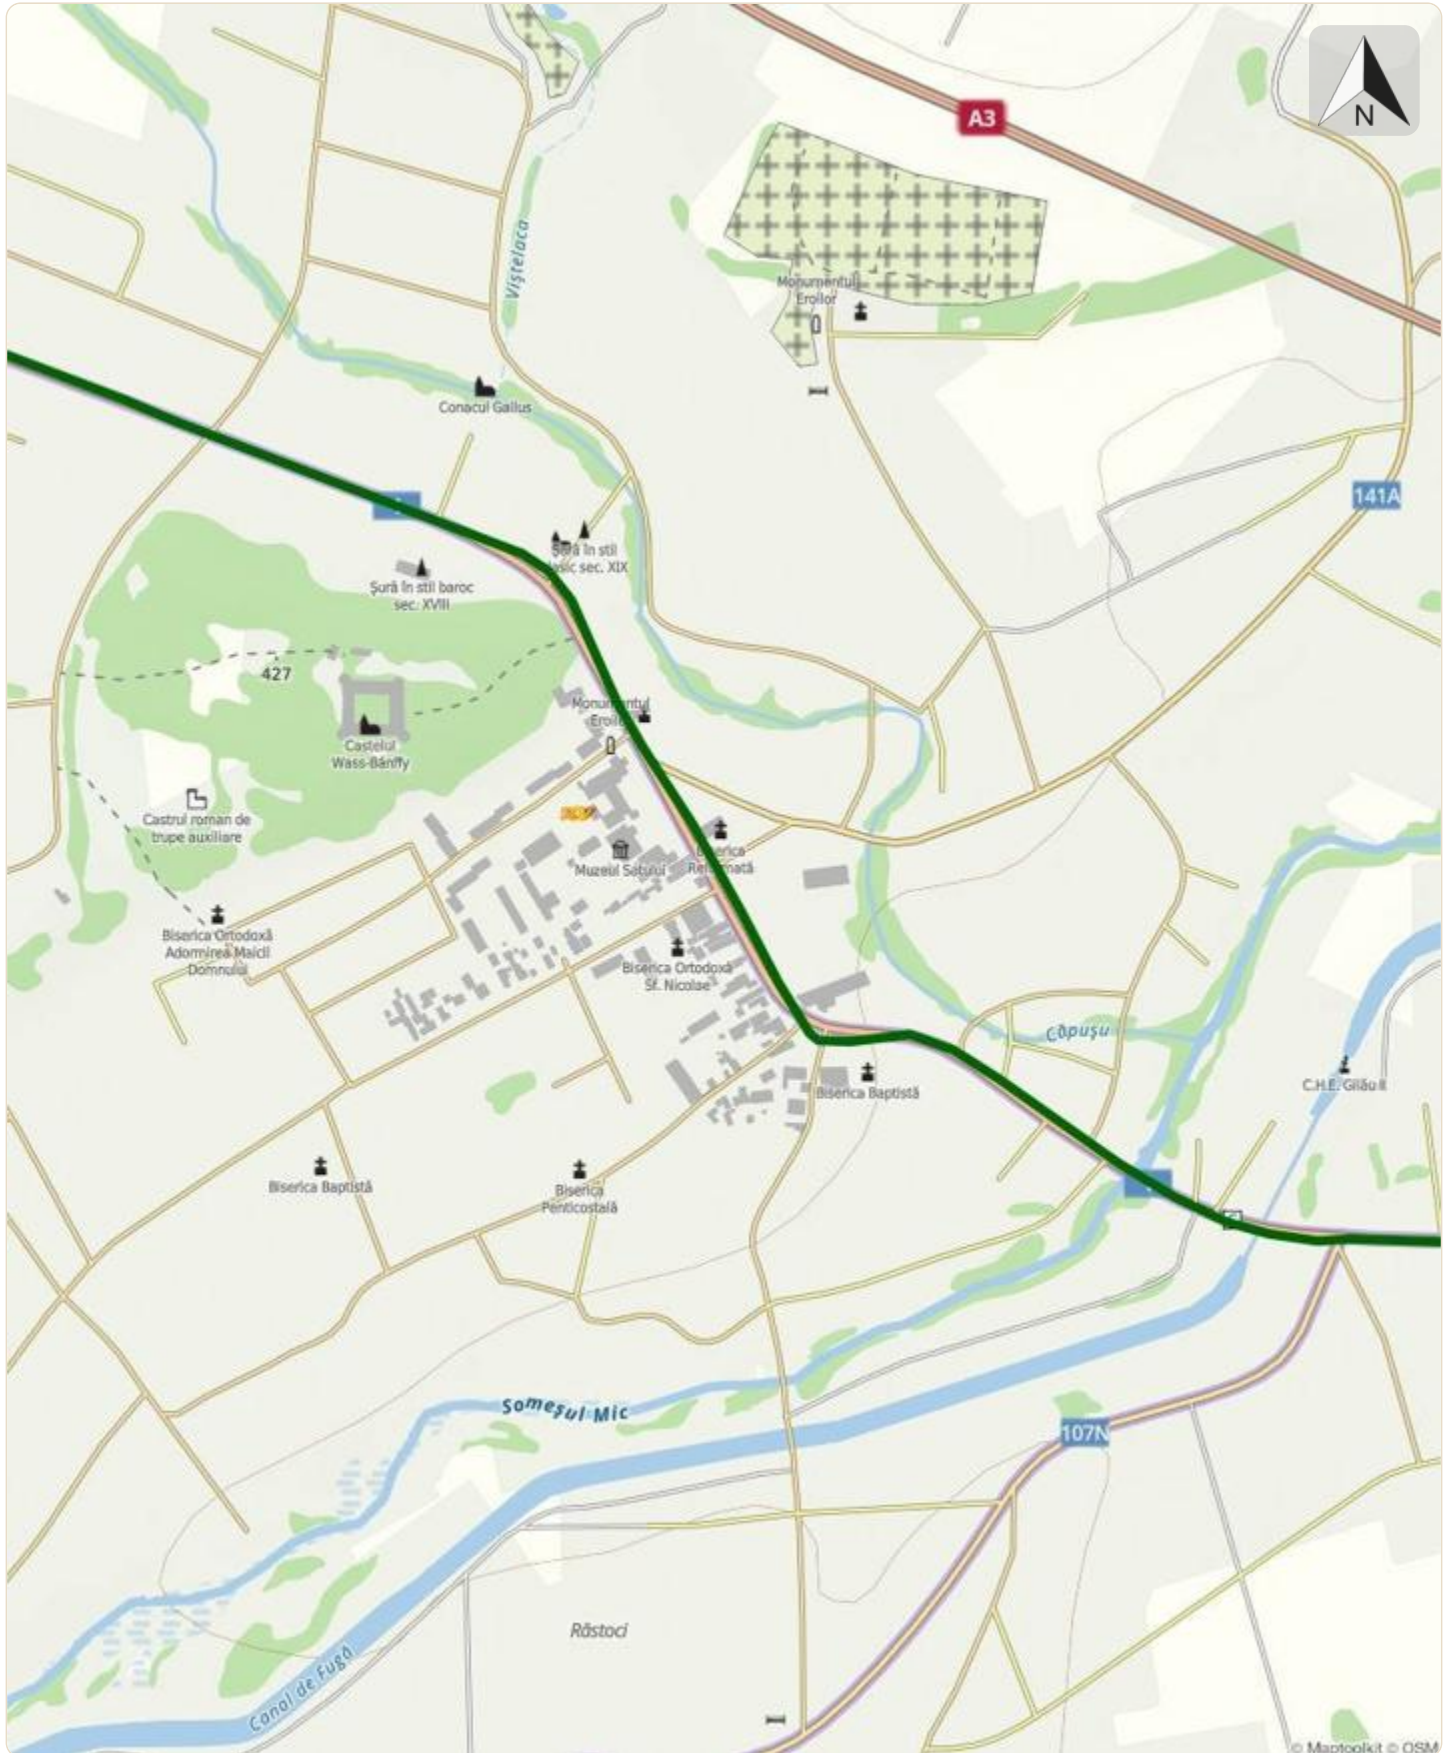 N
A3
Viștelaca
Monumentul
Eroilor
Conacul Gallus
141A
Șură în stil
sec. XIX
Șură în stil baroc
sec. XVIII
427
Monumentul
Castelul
Wass-Bánffy
Castrul roman de
trupe auxiliare
Muzeul Satului
Biserica Ortodoxă
Adormirea Maicii
Domnului
Biserica Ortodoxă
Sf. Nicolae
Căpușu
C.H.E. Gilău II
Biserica Baptistă
Biserica Baptistă
Biserica
Penticostală
Someșul Mic
107N
Răstoci
Canal de Fugă
© Maptoolkit © OSM